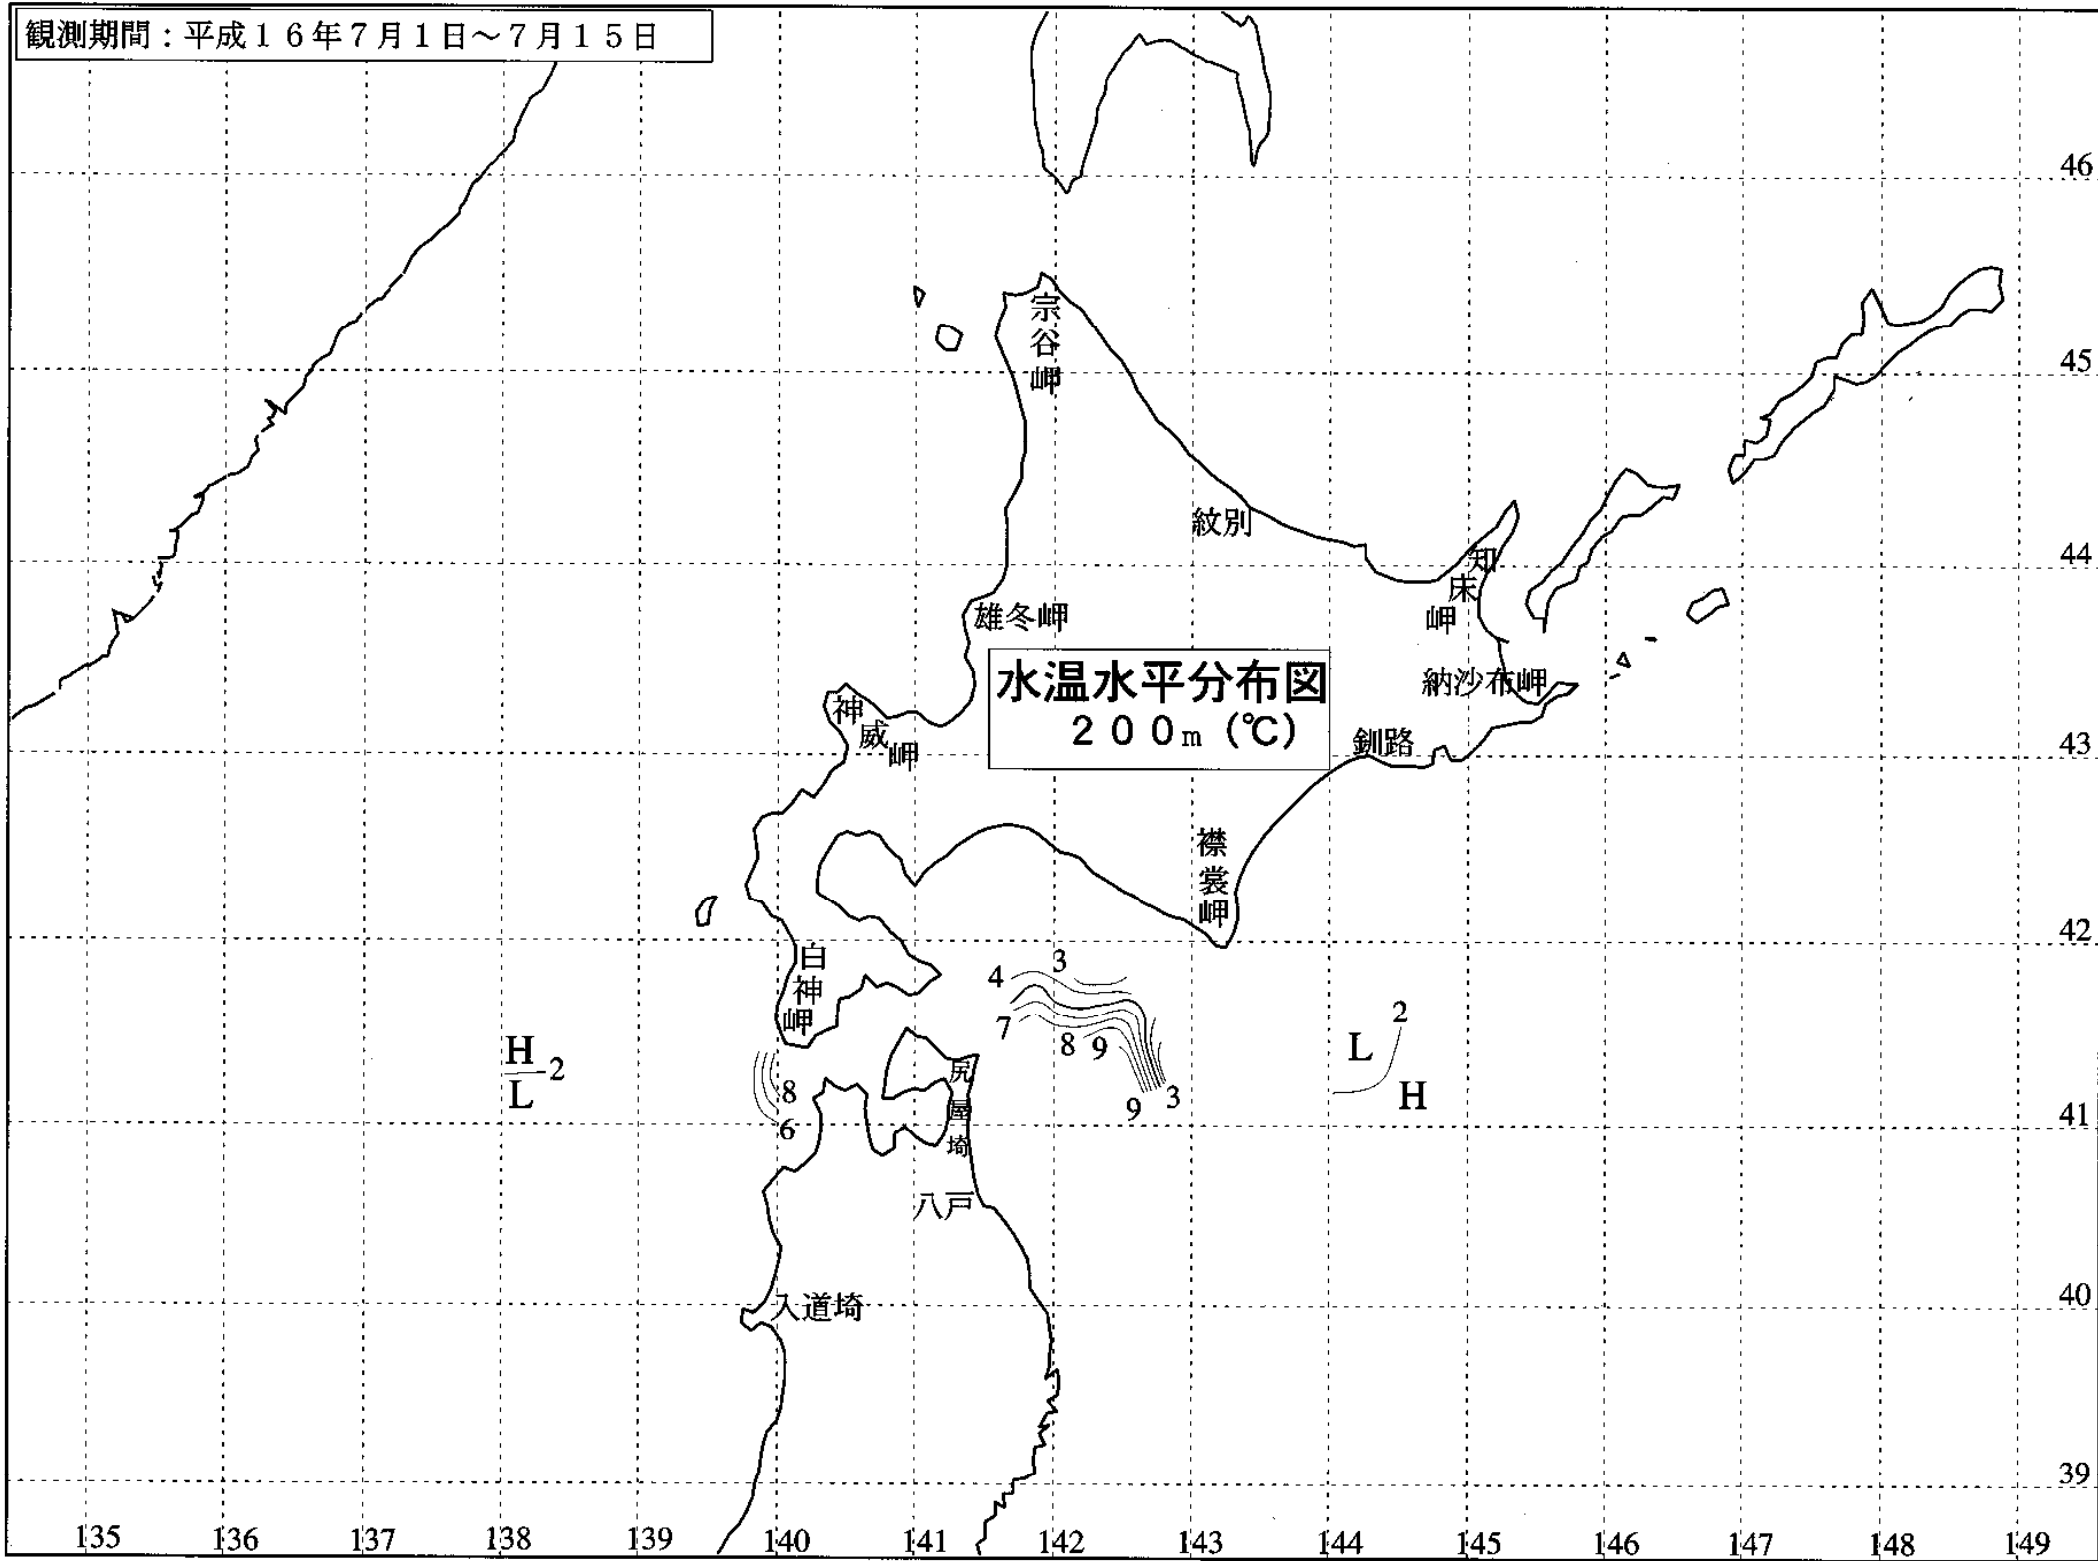 観測期間：平成１６年７月１日～７月１５日
46
宗谷岬
45
紋別
44
知床岬
雄冬岬
水温水平分布図
２００ｍ（℃）
納沙布岬
神威岬
釧路
43
襟裳岬
42
白神岬
4
3
7
8
9
9
3
2
L
H
H
L
2
8
6
尻屋埼
41
八戸
入道埼
40
39
135 136 137 138 139 140 141 142 143 144 145 146 147 148 149